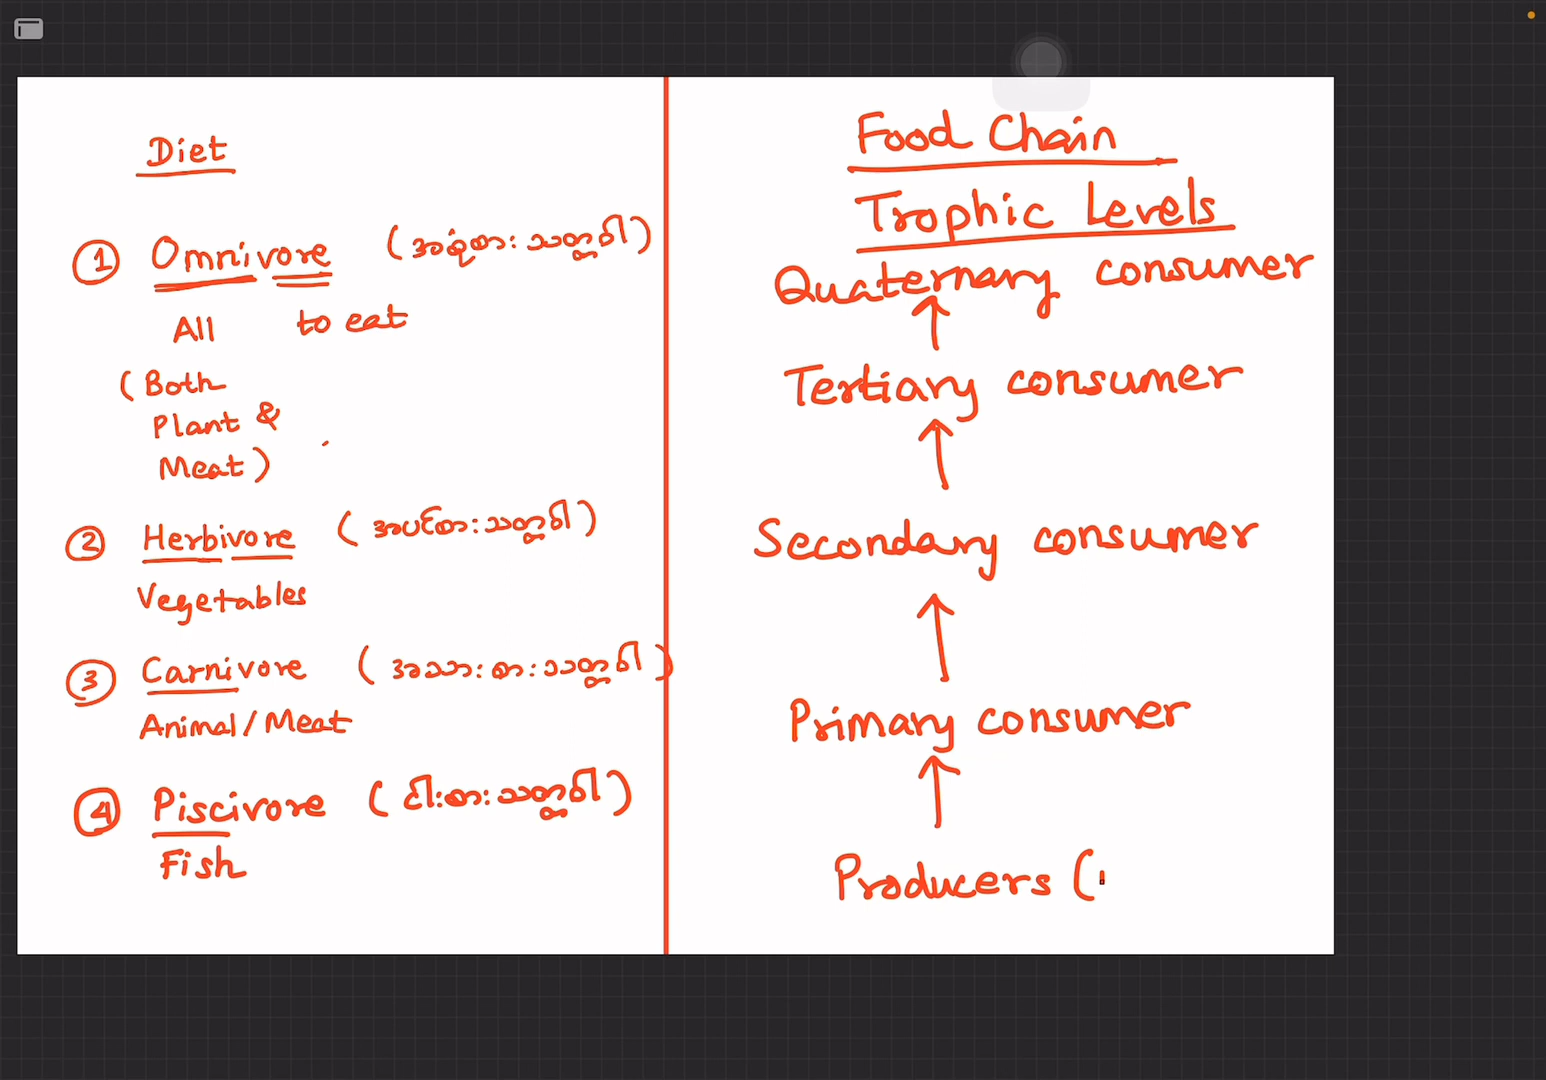 Diet
① Omnivore (အစုံစား သတ္တဝါ)
All to eat
(Both
Plant &
Meat)
② Herbivore (အပင်စားသတ္တဝါ)
Vegetables
③ Carnivore (အသားစားသတ္တဝါ)
Animal/Meat
④ Piscivore (ငါးစားသတ္တဝါ)
Fish
Food Chain
Trophic Levels
Quaternary consumer
↑
Tertiary consumer
↑
Secondary consumer
↑
Primary consumer
↑
Producers (